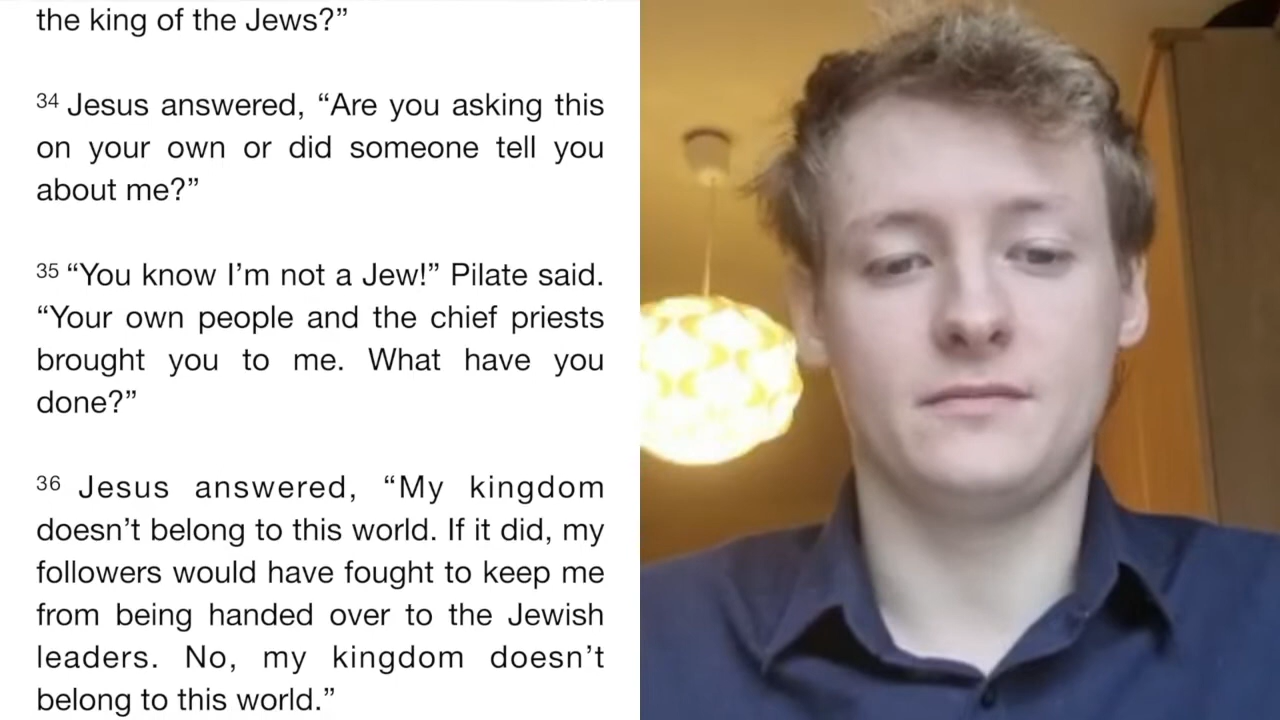 the king of the Jews?”
34 Jesus answered, “Are you asking this
on your own or did someone tell you
about me?”
35 “You know I’m not a Jew!” Pilate said.
“Your own people and the chief priests
brought you to me. What have you
done?”
36 Jesus answered, “My kingdom
doesn’t belong to this world. If it did, my
followers would have fought to keep me
from being handed over to the Jewish
leaders. No, my kingdom doesn’t
belong to this world.”